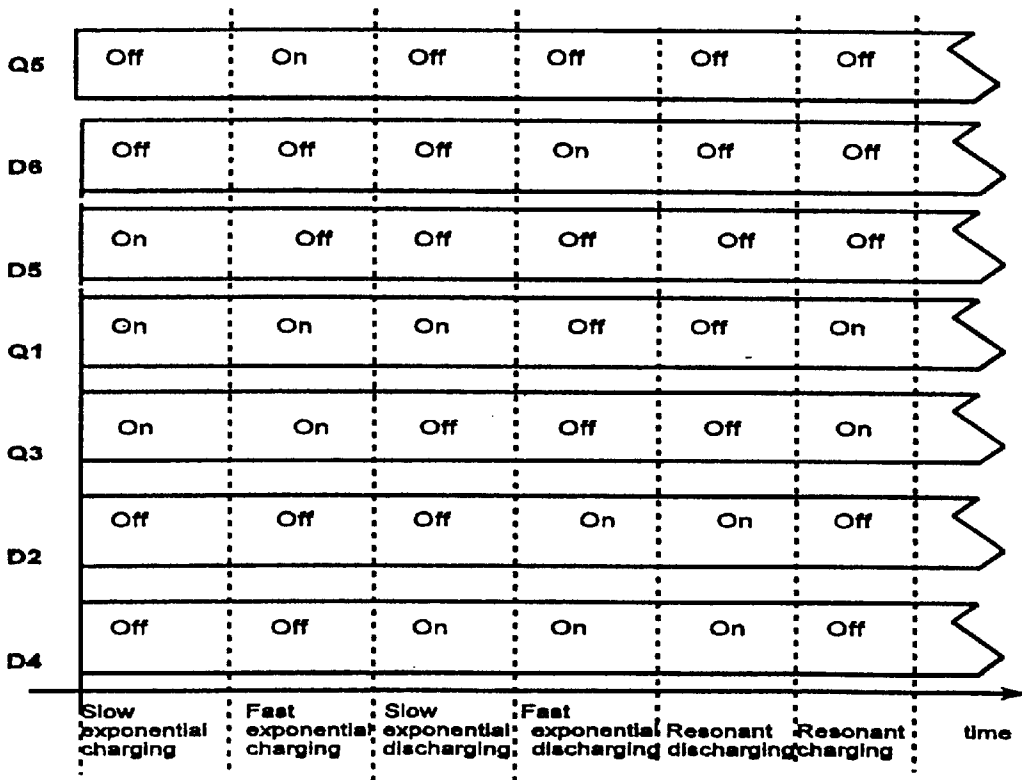 Q5 Off On Off Off Off Off
D6 Off Off Off On Off Off
D5 On Off Off Off Off Off
Q1 On On On Off Off On
Q3 On On Off Off Off On
D2 Off Off Off On On Off
D4 Off Off On On On Off
Slow Fast Slow Fast
exponential exponential exponential exponential Resonant Resonant time
charging charging discharging discharging discharging charging